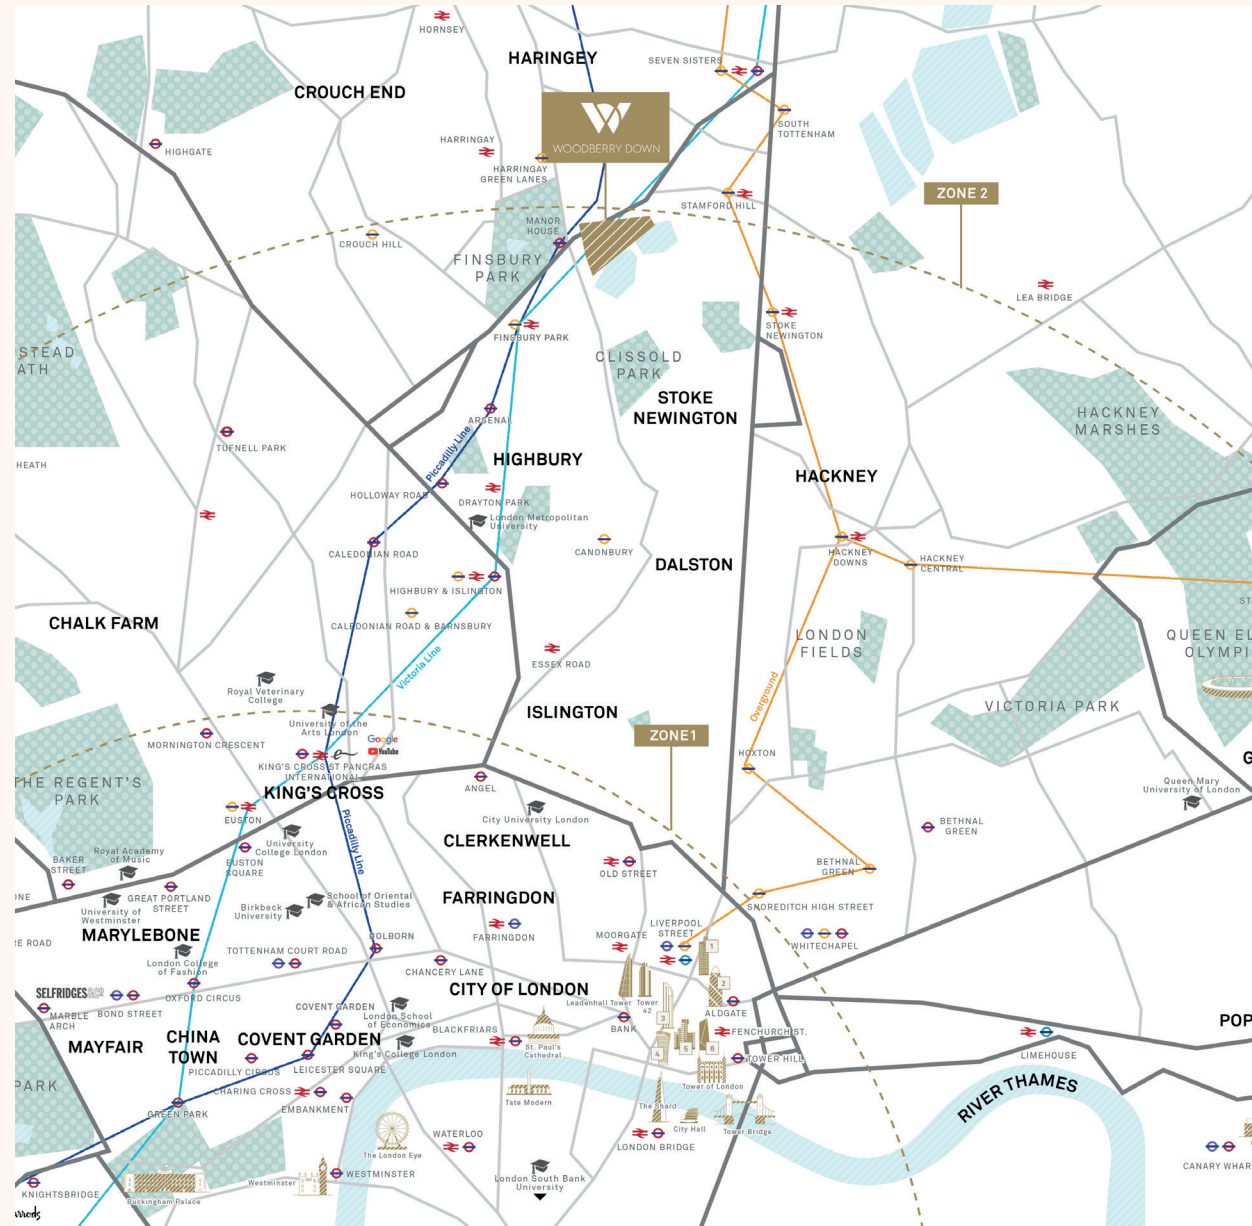 HORNSEY
HARINGEY
SEVEN SISTERS
CROUCH END
WOODBERRY DOWN
SOUTH
TOTTENHAM
HIGHGATE
HARRINGAY
HARRINGAY
GREEN LANES
ZONE 2
STAMFORD HILL
MANOR
HOUSE
CROUCH HILL
FINSBURY
PARK
LEA BRIDGE
FINSBURY PARK
STOKE
NEWINGTON
STEAD
ATH
CLISSOLD
PARK
STOKE
NEWINGTON
HACKNEY
MARSHES
ARSENAL
TUFNELL PARK
Piccadilly Line
HIGHBURY
HEATH
HACKNEY
HOLLOWAY ROAD
DRAYTON PARK
London Metropolitan
University
CALEDONIAN ROAD
CANONBURY
HACKNEY
DOWNS
HACKNEY
CENTRAL
DALSTON
HIGHBURY & ISLINGTON
ST
CHALK FARM
CALEDONIAN ROAD & BARNSBURY
LONDON
FIELDS
QUEEN EL
OLYMPI
Victoria Line
ESSEX ROAD
Royal Veterinary
College
Overground
VICTORIA PARK
University of the
Arts London
ISLINGTON
ZONE1
MORNINGTON CRESCENT
Google
YouTube
HOXTON
KING'S CROSS ST PANCRAS
INTERNATIONAL
G
THE REGENT'S
PARK
KING'S CROSS
ANGEL
Queen Mary
University of London
EUSTON
Piccadilly Line
City University London
BETHNAL
GREEN
CLERKENWELL
University
College London
Royal Academy
of Music
BAKER
STREET
EUSTON
SQUARE
OLD STREET
BETHNAL
GREEN
ONE
GREAT PORTLAND
STREET
School of Oriental
& African Studies
FARRINGDON
University of
Westminster
Birkbeck
University
SHOREDITCH HIGH STREET
MARYLEBONE
RE ROAD
HOLBORN
FARRINGDON
MOORGATE
LIVERPOOL
STREET
WHITECHAPEL
1
TOTTENHAM COURT ROAD
London College
of Fashion
CHANCERY LANE
2
SELFRIDGES&CO
OXFORD CIRCUS
CITY OF LONDON
MARBLE
ARCH
BOND STREET
COVENT GARDEN
London School
of Economics
Leadenhall Tower
Tower
42
ALDGATE
3
MAYFAIR
CHINA
TOWN
COVENT GARDEN
BLACKFRIARS
BANK
FENCHURCH ST.
POP
St. Paul's
Cathedral
King's College London
4
5
6
TOWER HILL
LIMEHOUSE
PICCADILLY CIRCUS
LEICESTER SQUARE
PARK
CHARING CROSS
Tower of London
RIVER THAMES
EMBANKMENT
Tate Modern
The Shard
GREEN PARK
City Hall
Tower Bridge
WATERLOO
LONDON BRIDGE
The London Eye
CANARY WHAR
WESTMINSTER
London South Bank
University
Westminster
KNIGHTSBRIDGE
Buckingham Palace
rrods